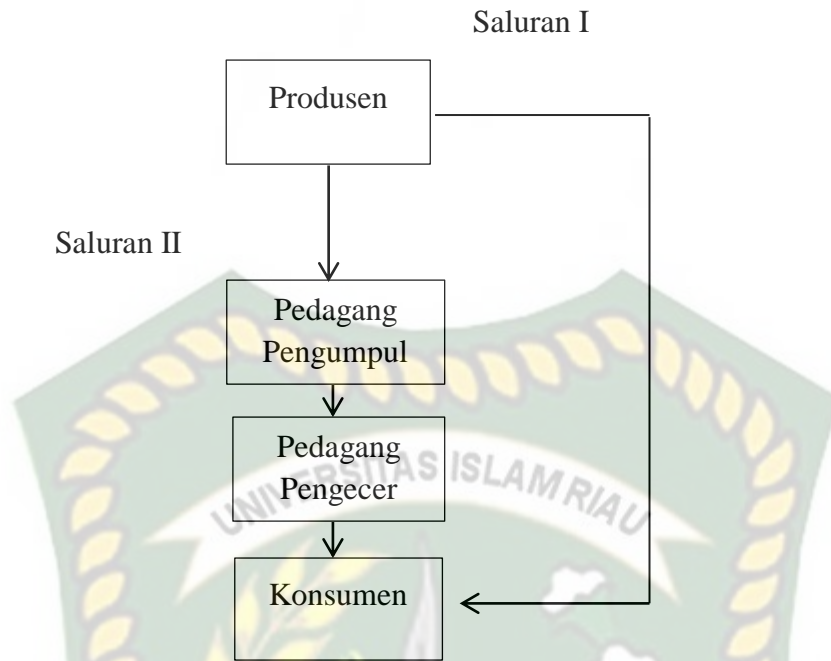 Saluran I
Produsen
Saluran II
Pedagang
Pengumpul
Pedagang
Pengecer
UNIVERSITAS ISLAM RIAU
Konsumen